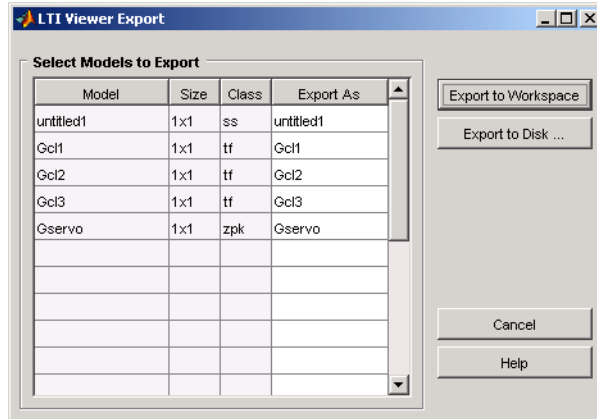 LTI Viewer Export
Select Models to Export
Model Size Class Export As
untitled1 1x1 ss untitled1
Gcl1 1x1 tf Gcl1
Gcl2 1x1 tf Gcl2
Gcl3 1x1 tf Gcl3
Gservo 1x1 zpk Gservo
Export to Workspace
Export to Disk ...
Cancel
Help